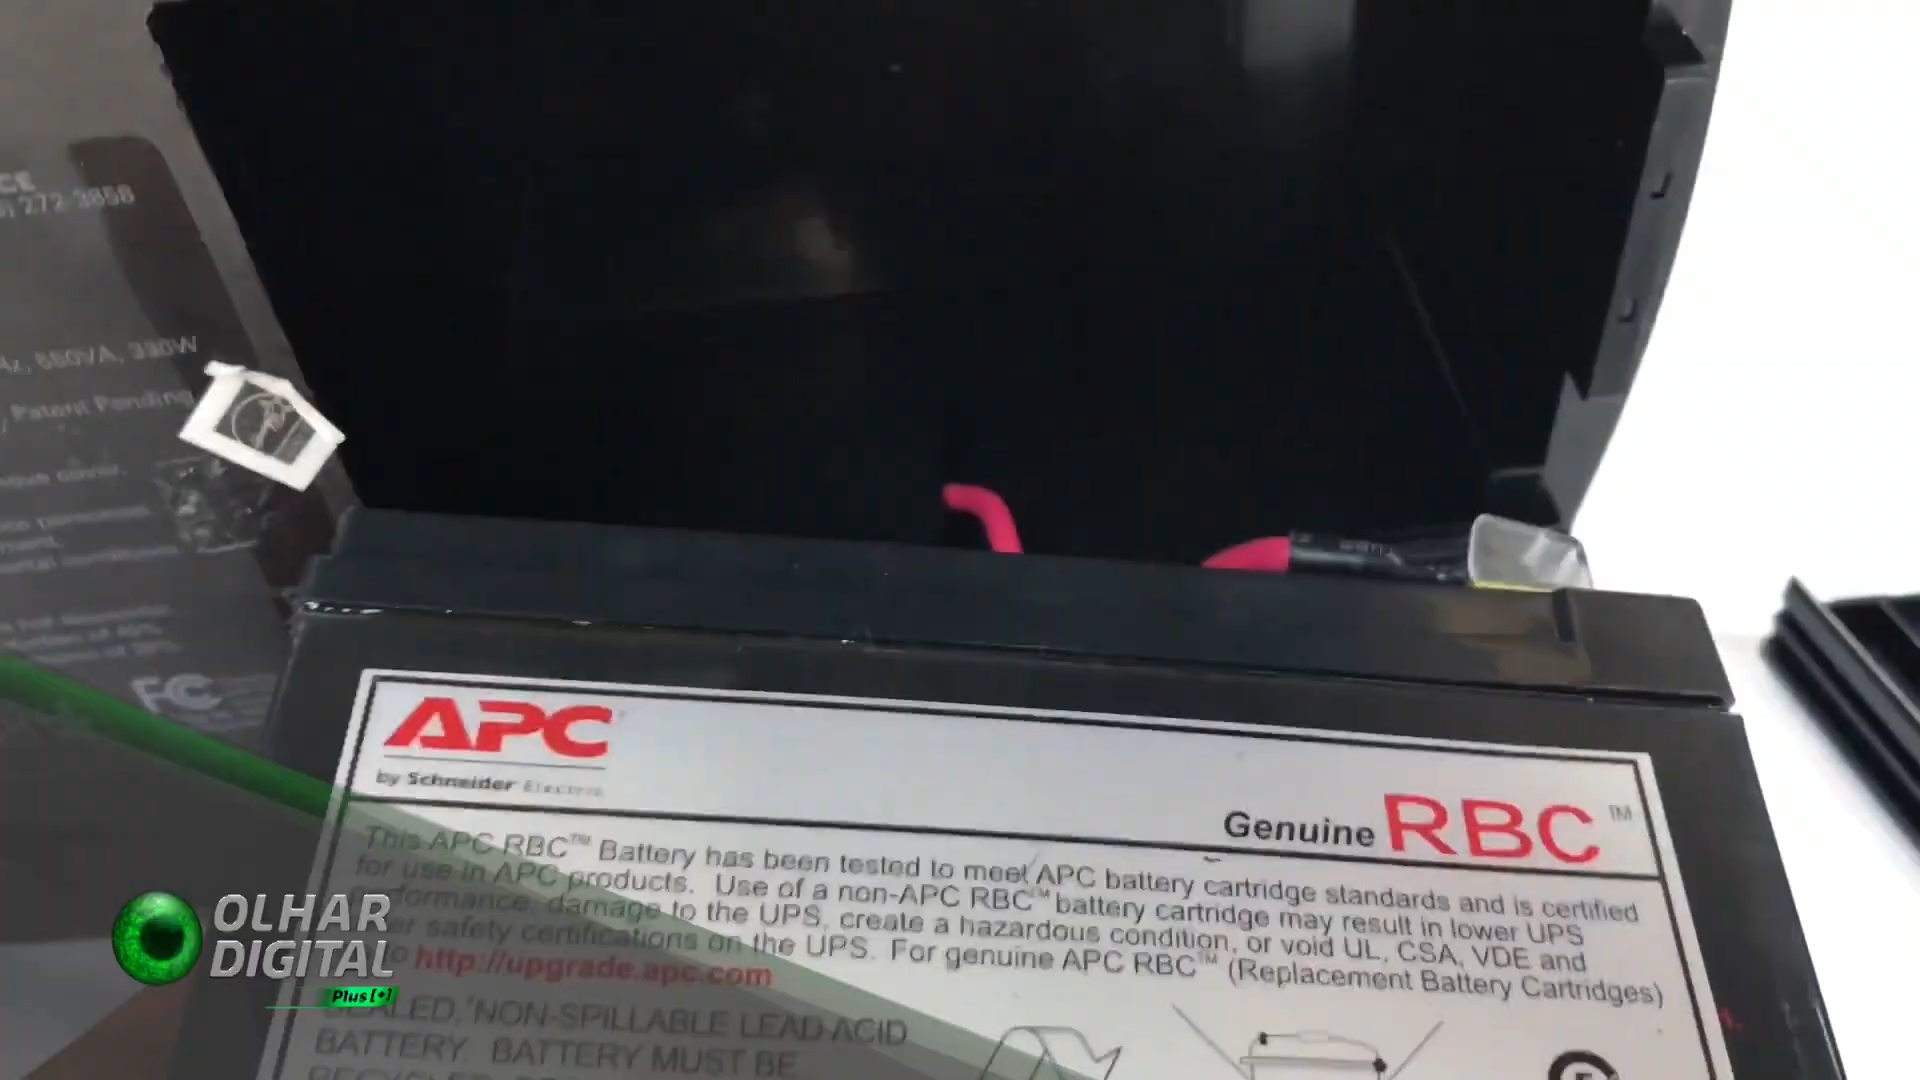 272-3858
550VA, 330W
Patent Pending
FC
APC
by Schneider Electric
Genuine RBC™
This APC RBC™ Battery has been tested to meet APC battery cartridge standards and is certified
for use in APC products. Use of a non-APC RBC™ battery cartridge may result in lower UPS
performance, damage to the UPS, create a hazardous condition, or void UL, CSA, VDE and
safety certifications on the UPS. For genuine APC RBC™ (Replacement Battery Cartridges)
http://upgrade.apc.com
SEALED, NON-SPILLABLE LEAD ACID
BATTERY. BATTERY MUST BE
OLHAR
DIGITAL
Plus[+]